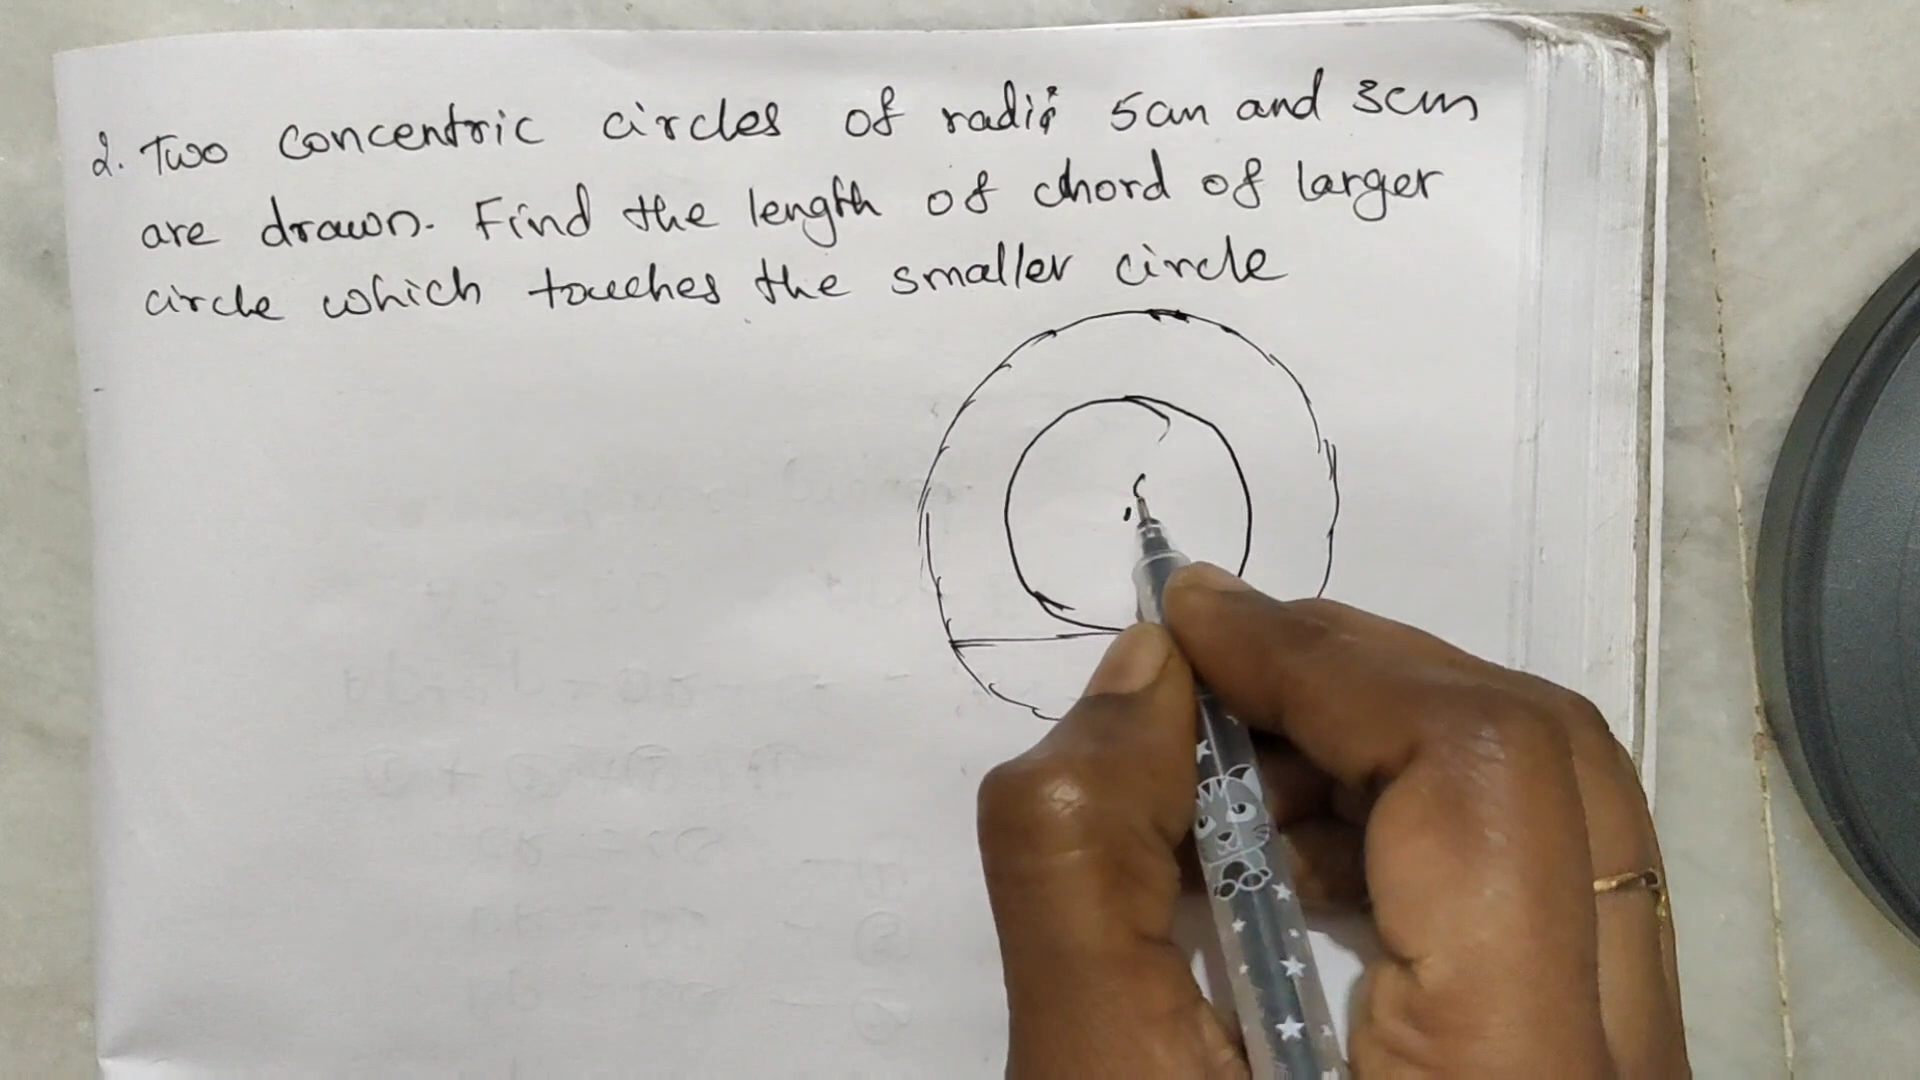 2. Two concentric circles of radii 5cm and 3cm
are drawn. Find the length of chord of larger
circle which touches the smaller circle